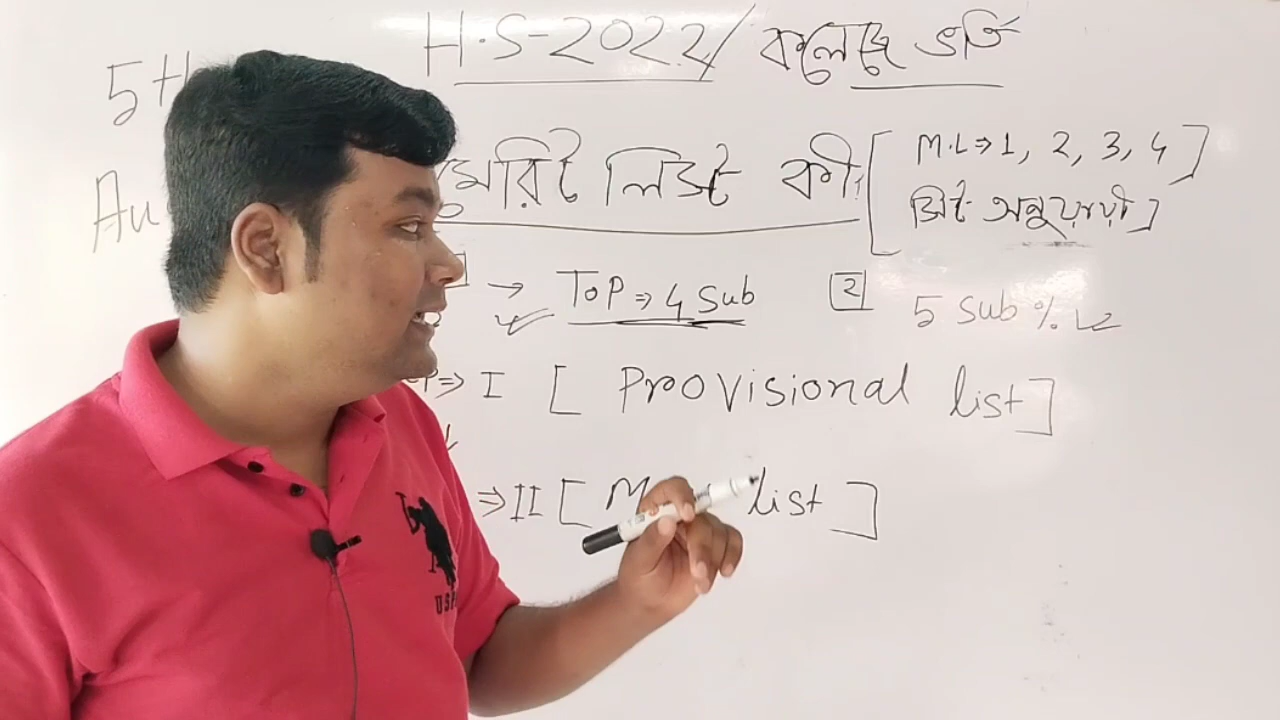 H.S-2022/ কলেজে ভর্তি
5th
Au
মেরিট লিস্ট কী
[ M.L ⇒ 1, 2, 3, 4 ]
সিট অনুযায়ী ]
→ ToP ⇒ 4 Sub
2 5 Sub %
⇒ I [ Provisional list ]
⇒ II [ list ]